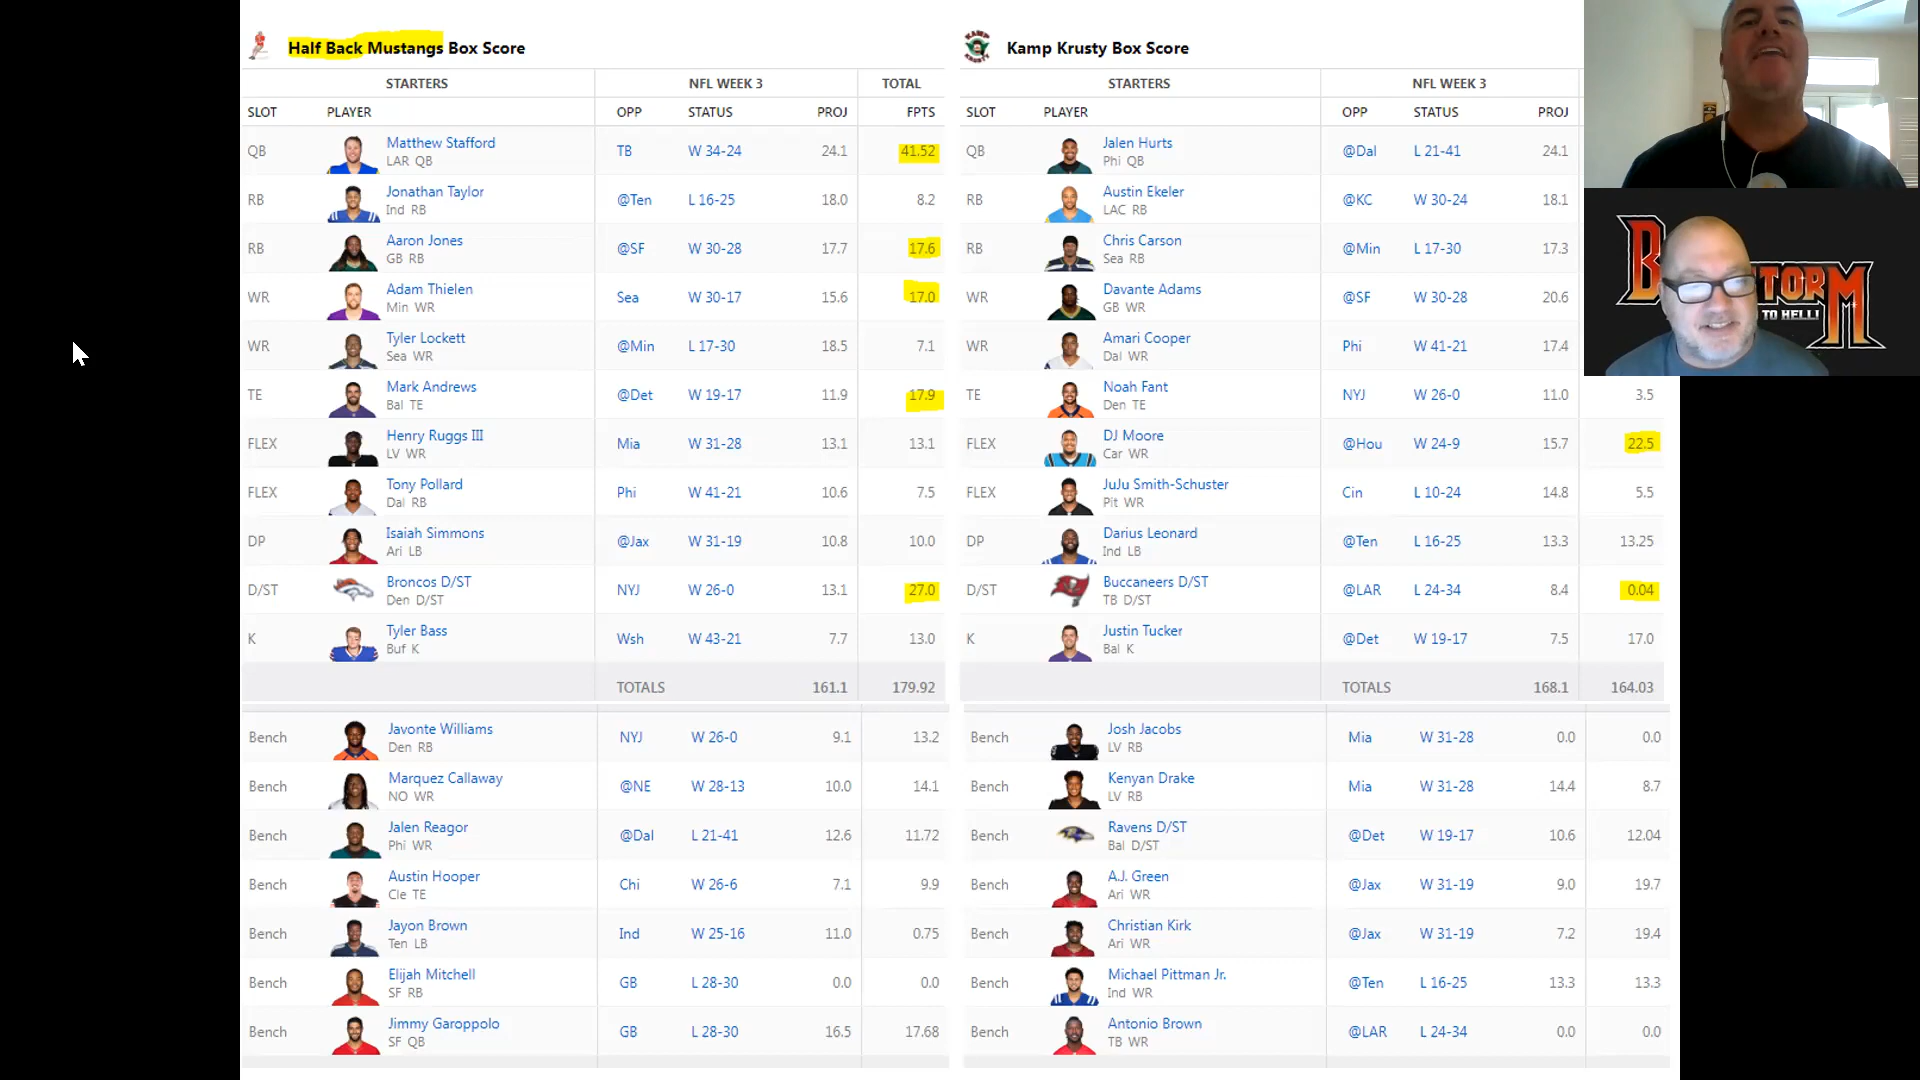 Half Back Mustangs Box Score
STARTERS NFL WEEK 3 TOTAL
SLOT PLAYER OPP STATUS PROJ FPTS
QB Matthew Stafford LAR QB TB W 34-24 24.1 41.52
RB Jonathan Taylor Ind RB @Ten L 16-25 18.0 8.2
RB Aaron Jones GB RB @SF W 30-28 17.7 17.6
WR Adam Thielen Min WR Sea W 30-17 15.6 17.0
WR Tyler Lockett Sea WR @Min L 17-30 18.5 7.1
TE Mark Andrews Bal TE @Det W 19-17 11.9 17.9
FLEX Henry Ruggs III LV WR Mia W 31-28 13.1 13.1
FLEX Tony Pollard Dal RB Phi W 41-21 10.6 7.5
DP Isaiah Simmons Ari LB @Jax W 31-19 10.8 10.0
D/ST Broncos D/ST Den D/ST NYJ W 26-0 13.1 27.0
K Tyler Bass Buf K Wsh W 43-21 7.7 13.0
TOTALS 161.1 179.92
Bench Javonte Williams Den RB NYJ W 26-0 9.1 13.2
Bench Marquez Callaway NO WR @NE W 28-13 10.0 14.1
Bench Jalen Reagor Phi WR @Dal L 21-41 12.6 11.72
Bench Austin Hooper Cle TE Chi W 26-6 7.1 9.9
Bench Jayon Brown Ten LB Ind W 25-16 11.0 0.75
Bench Elijah Mitchell SF RB GB L 28-30 0.0 0.0
Bench Jimmy Garoppolo SF QB GB L 28-30 16.5 17.68
KAMP KRUSTY
Kamp Krusty Box Score
STARTERS NFL WEEK 3
SLOT PLAYER OPP STATUS PROJ
QB Jalen Hurts Phi QB @Dal L 21-41 24.1
RB Austin Ekeler LAC RB @KC W 30-24 18.1
RB Chris Carson Sea RB @Min L 17-30 17.3
WR Davante Adams GB WR @SF W 30-28 20.6
WR Amari Cooper Dal WR Phi W 41-21 17.4
TE Noah Fant Den TE NYJ W 26-0 11.0 3.5
FLEX DJ Moore Car WR @Hou W 24-9 15.7 22.5
FLEX JuJu Smith-Schuster Pit WR Cin L 10-24 14.8 5.5
DP Darius Leonard Ind LB @Ten L 16-25 13.3 13.25
D/ST Buccaneers D/ST TB D/ST @LAR L 24-34 8.4 0.04
K Justin Tucker Bal K @Det W 19-17 7.5 17.0
TOTALS 168.1 164.03
Bench Josh Jacobs LV RB Mia W 31-28 0.0 0.0
Bench Kenyan Drake LV RB Mia W 31-28 14.4 8.7
Bench Ravens D/ST Bal D/ST @Det W 19-17 10.6 12.04
Bench A.J. Green Ari WR @Jax W 31-19 9.0 19.7
Bench Christian Kirk Ari WR @Jax W 31-19 7.2 19.4
Bench Michael Pittman Jr. Ind WR @Ten L 16-25 13.3 13.3
Bench Antonio Brown TB WR @LAR L 24-34 0.0 0.0
TO HELL!